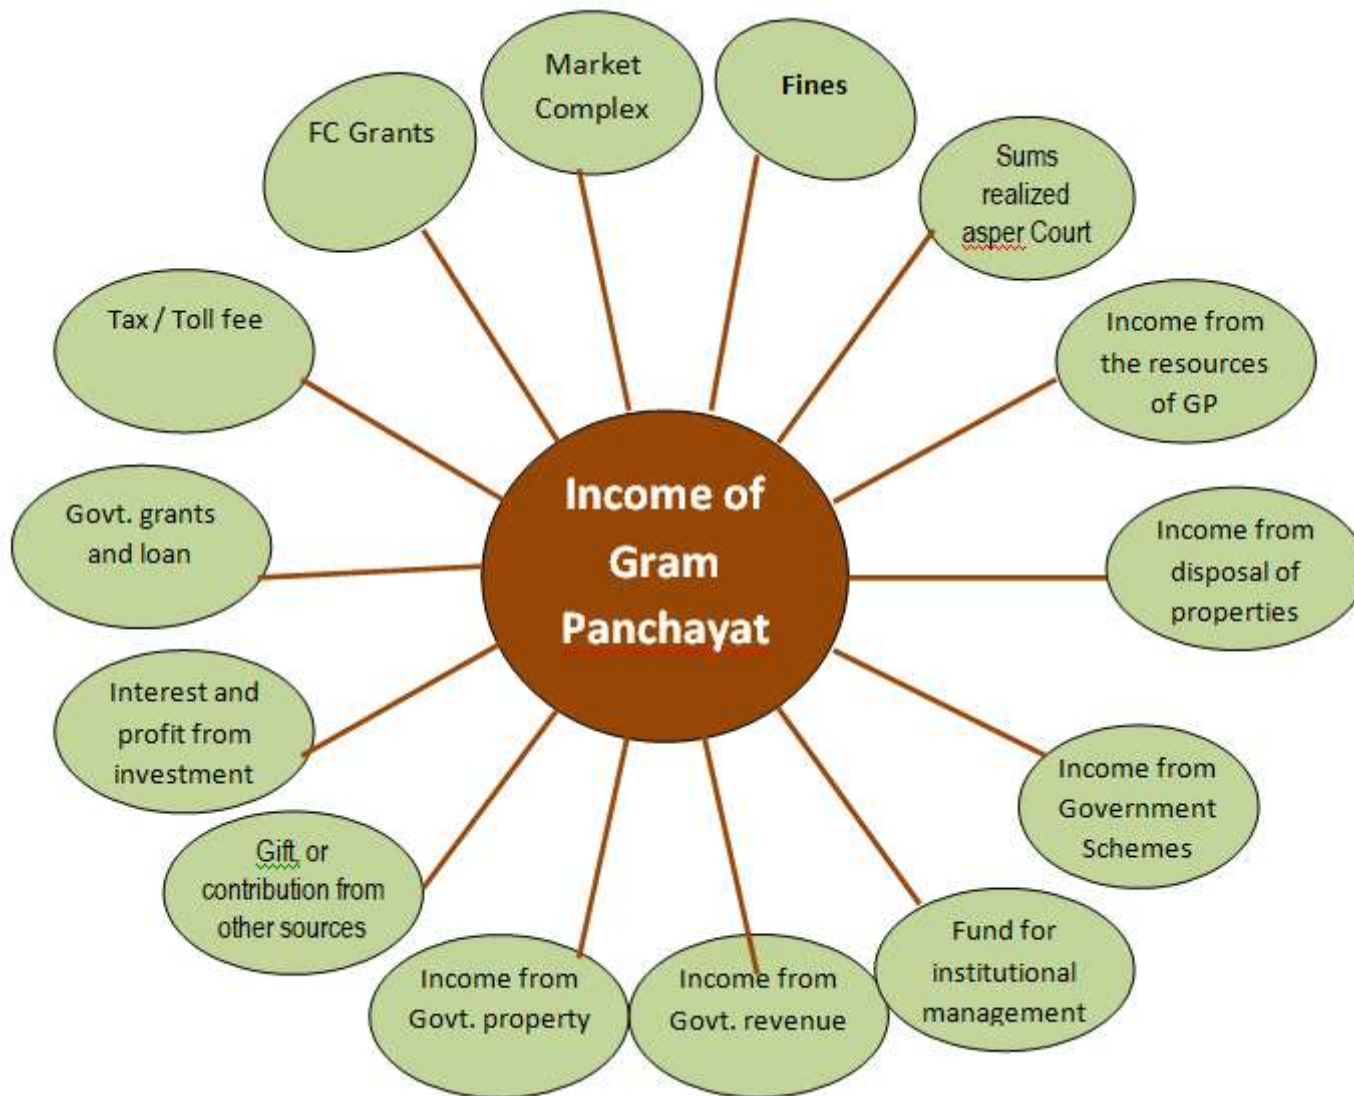 Market
Complex
Fines
FC Grants
Sums
realized
asper Court
Tax / Toll fee
Income from
the resources
of GP
Govt. grants
and loan
Income of
Gram
Panchayat
Income from
disposal of
properties
Interest and
profit from
investment
Income from
Government
Schemes
Gift or
contribution from
other sources
Fund for
institutional
management
Income from
Govt. property
Income from
Govt. revenue